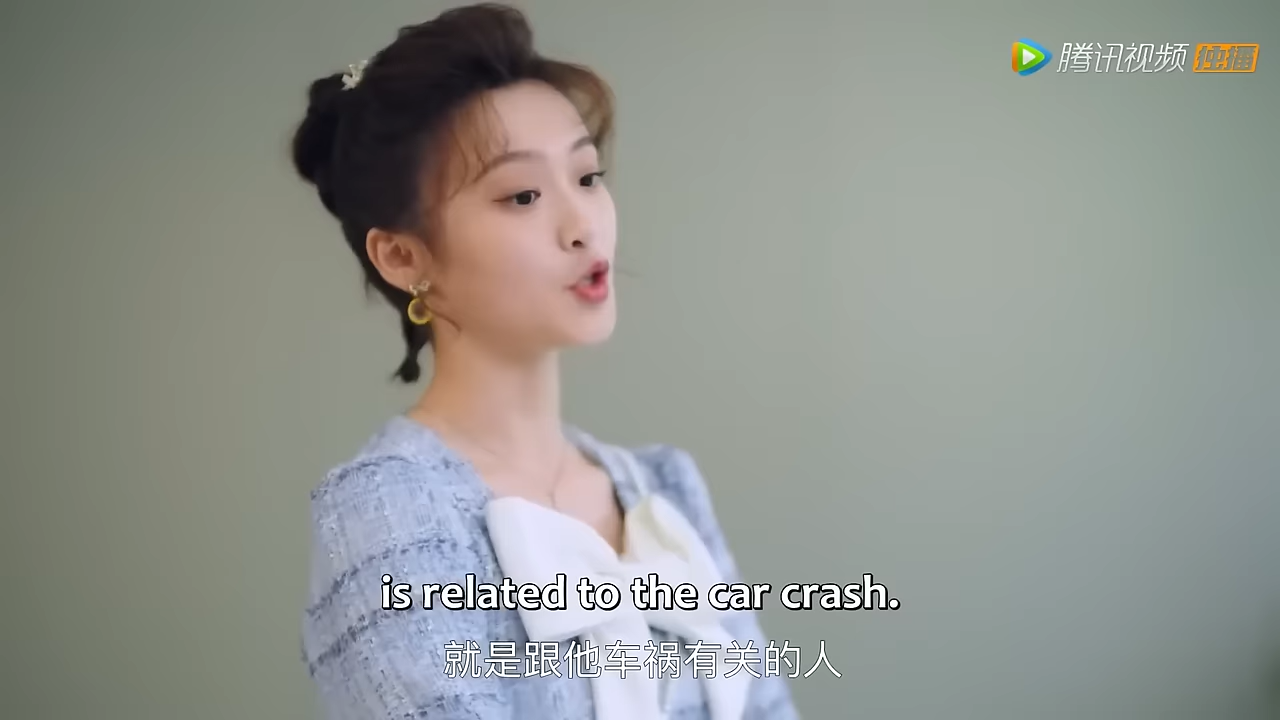 腾讯视频 独播
is related to the car crash.
就是跟他车祸有关的人